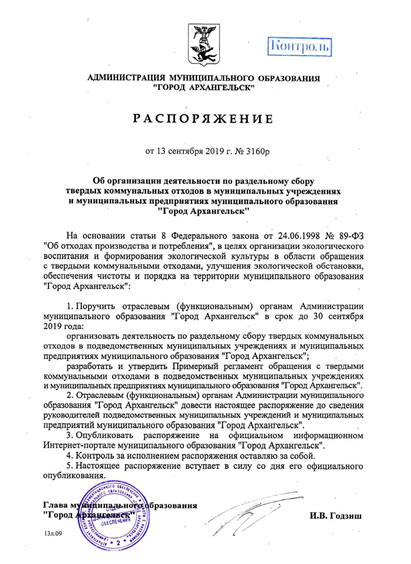 Контроль
АДМИНИСТРАЦИЯ МУНИЦИПАЛЬНОГО ОБРАЗОВАНИЯ
"ГОРОД АРХАНГЕЛЬСК"
РАСПОРЯЖЕНИЕ
от 13 сентября 2019 г. № 3160р
Об организации деятельности по раздельному сбору
твердых коммунальных отходов в муниципальных учреждениях
и муниципальных предприятиях муниципального образования
"Город Архангельск"
На основании статьи 8 Федерального закона от 24.06.1998 № 89-ФЗ
"Об отходах производства и потребления", в целях организации экологического
воспитания и формирования экологической культуры в области обращения
с твердыми коммунальными отходами, улучшения экологической обстановки,
обеспечения чистоты и порядка на территории муниципального образования
"Город Архангельск":
1. Поручить отраслевым (функциональным) органам Администрации
муниципального образования "Город Архангельск" в срок до 30 сентября
2019 года:
организовать деятельность по раздельному сбору твердых коммунальных
отходов в подведомственных муниципальных учреждениях и муниципальных
предприятиях муниципального образования "Город Архангельск";
разработать и утвердить Примерный регламент обращения с твердыми
коммунальными отходами в подведомственных муниципальных учреждениях
и муниципальных предприятиях муниципального образования "Город Архангельск".
2. Отраслевым (функциональным) органам Администрации муниципального
образования "Город Архангельск" довести настоящее распоряжение до сведения
руководителей подведомственных муниципальных учреждений и муниципальных
предприятий муниципального образования "Город Архангельск".
3. Опубликовать распоряжение на официальном информационном
Интернет-портале муниципального образования "Город Архангельск".
4. Контроль за исполнением распоряжения оставляю за собой.
5. Настоящее распоряжение вступает в силу со дня его официального
опубликования.
Глава муниципального образования
"Город Архангельск"
И.В. Годзиш
ОБЕСПЕЧЕНИЯ
* 2 *
13л.09